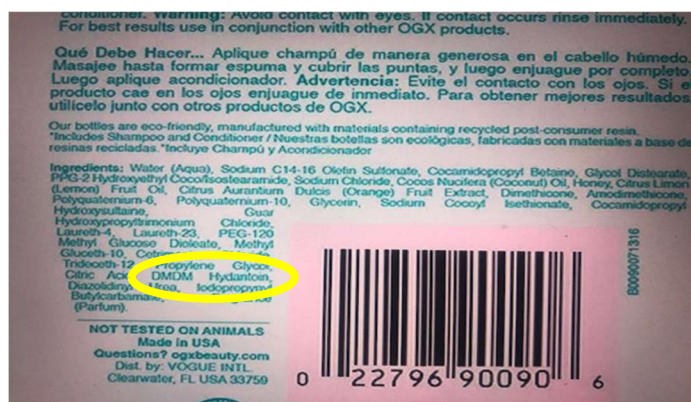 conditioner. Warning: Avoid contact with eyes. If contact occurs rinse immediately.
For best results use in conjunction with other OGX products.
Qué Debe Hacer... Aplique champú de manera generosa en el cabello húmedo.
Masajee hasta formar espuma y cubrir las puntas, y luego enjuague por completo.
Luego aplique acondicionador. Advertencia: Evite el contacto con los ojos. Si el
producto cae en los ojos enjuague de inmediato. Para obtener mejores resultados
utilícelo junto con otros productos de OGX.
Our bottles are eco-friendly, manufactured with materials containing recycled post-consumer resin.
*Includes Shampoo and Conditioner / Nuestras botellas son ecológicas, fabricadas con materiales a base de
resinas recicladas. *Incluye Champú y Acondicionador
Ingredients: Water (Aqua), Sodium C14-16 Olefin Sulfonate, Cocamidopropyl Betaine, Glycol Distearate,
PPG-2 Hydroxyethyl Coco/Isostearamide, Sodium Chloride, Cocos Nucifera (Coconut) Oil, Honey, Citrus Limon
(Lemon) Fruit Oil, Citrus Aurantium Dulcis (Orange) Fruit Extract, Dimethicone, Amodimethicone,
Polyquaternium-6, Polyquaternium-10, Glycerin, Sodium Cocoyl Isethionate, Cocamidopropyl
Hydroxysultaine, Guar
Hydroxypropyltrimonium Chloride,
Laureth-4, Laureth-23, PEG-120
Methyl Glucose Dioleate, Methyl
Gluceth-10,
Trideceth-12, Propylene Glycol,
Citric Acid, DMDM Hydantoin,
Diazolidinyl Urea, Iodopropynyl
Butylcarbamate,
(Parfum).
NOT TESTED ON ANIMALS
Made in USA
Questions? ogxbeauty.com
Dist. by: VOGUE INTL.
Clearwater, FL USA 33759
B0090071316
0 22796 90090 6